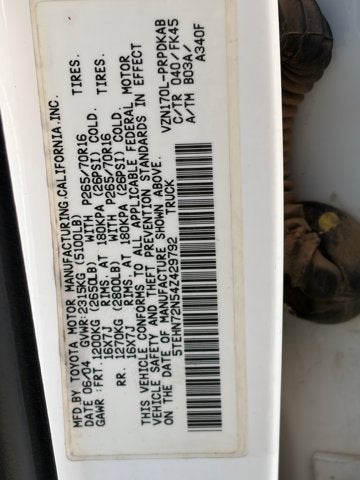 MFD.BY TOYOTA MOTOR MANUFACTURING.CALIFORNIA.INC.
DATE 06/04 GVWR:2315KG (5100LB)
GAWR :FRT.1200KG (2650LB) WITH P265/70R16 TIRES.
16X7J RIMS. AT 180KPA (26PSI) COLD.
RR. 1270KG (2800LB) WITH P265/70R16 TIRES.
16X7J RIMS. AT 180KPA (26PSI) COLD.
THIS VEHICLE CONFORMS TO ALL APPLICABLE FEDERAL MOTOR
VEHICLE SAFETY AND THEFT PREVENTION STANDARDS IN EFFECT
ON THE DATE OF MANUFACTURE SHOWN ABOVE.
5TEHN72N54Z429792 TRUCK
VZN170L-PRPDKAB
C/TR 040/FK45
A/TM B03A/
A340F